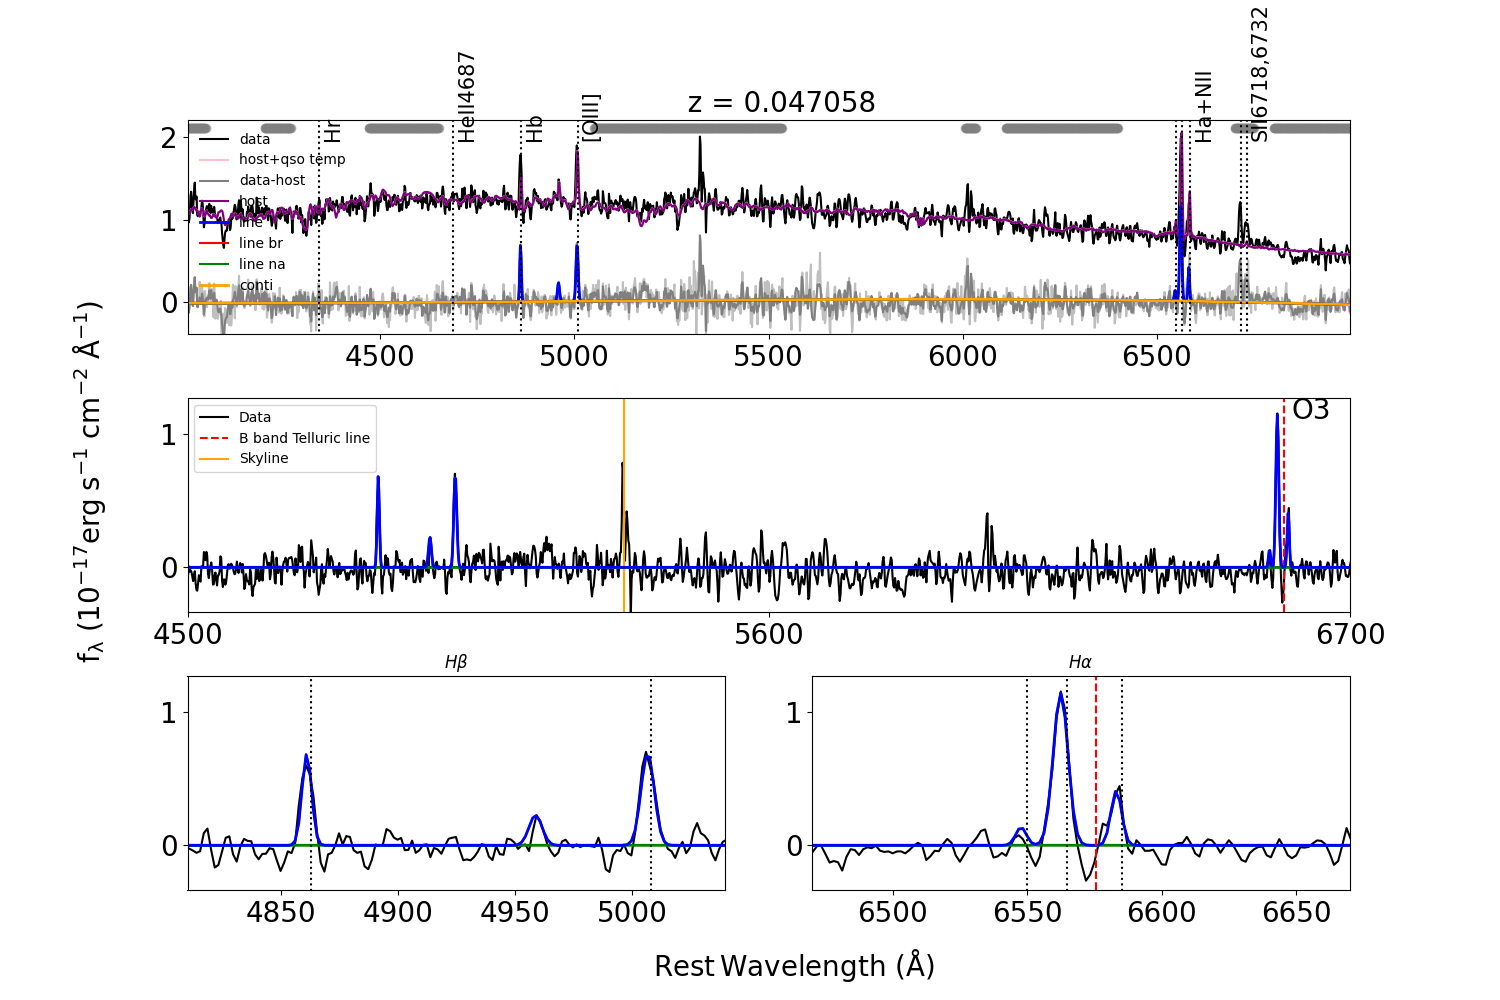 HeII4687
SII6718,6732
z = 0.047058
Hr
Hb
[OIII]
Ha+NII
data
host+qso temp
data-host
host
line
line br
line na
conti
2
1
0
4500
5000
5500
6000
6500
Data
B band Telluric line
Skyline
O3
1
0
4500
5600
6700
fλ (10−17erg s−1 cm−2 Å−1)
Hβ
Hα
1
0
4850
4900
4950
5000
1
0
6500
6550
6600
6650
Rest Wavelength (Å)